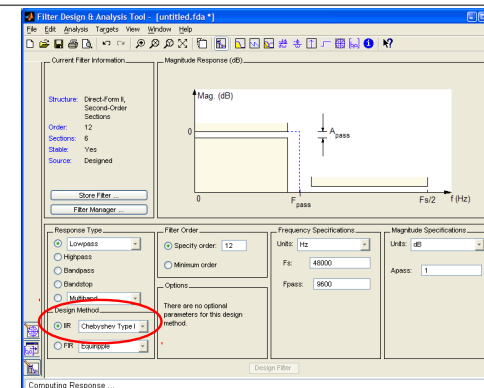 Filter Design & Analysis Tool - [untitled.fda *]
File Edit Analysis Targets View Window Help
Current Filter Information
Structure: Direct-Form II, Second-Order Sections
Order: 12
Sections: 6
Stable: Yes
Source: Designed
Store Filter ...
Filter Manager ...
Magnitude Response (dB)
Mag. (dB)
0
A pass
0
F pass
Fs/2
f (Hz)
Response Type
Lowpass
Highpass
Bandpass
Bandstop
Multiband
Design Method
IIR Chebyshev Type I
FIR Equiripple
Filter Order
Specify order: 12
Minimum order
Options
There are no optional
parameters for this design
method.
Frequency Specifications
Units: Hz
Fs: 48000
Fpass: 9600
Magnitude Specifications
Units: dB
Apass: 1
Design Filter
Computing Response ...